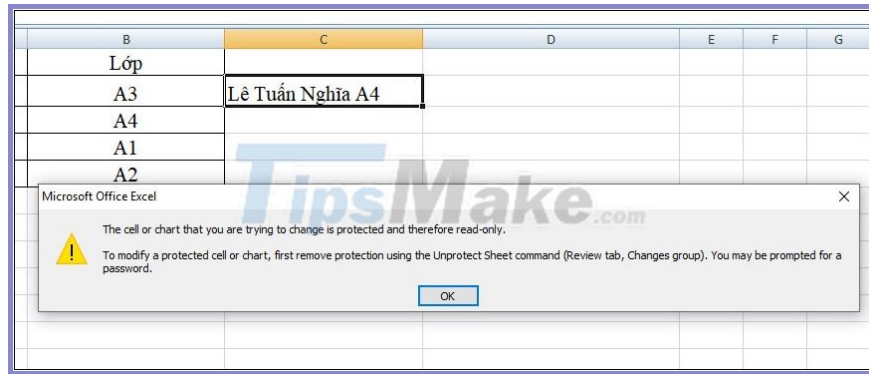 B C D E F G
Lớp
A3 Lê Tuấn Nghĩa A4
A4
A1
A2
TipsMake.com
Microsoft Office Excel
The cell or chart that you are trying to change is protected and therefore read-only.
To modify a protected cell or chart, first remove protection using the Unprotect Sheet command (Review tab, Changes group). You may be prompted for a
password.
OK